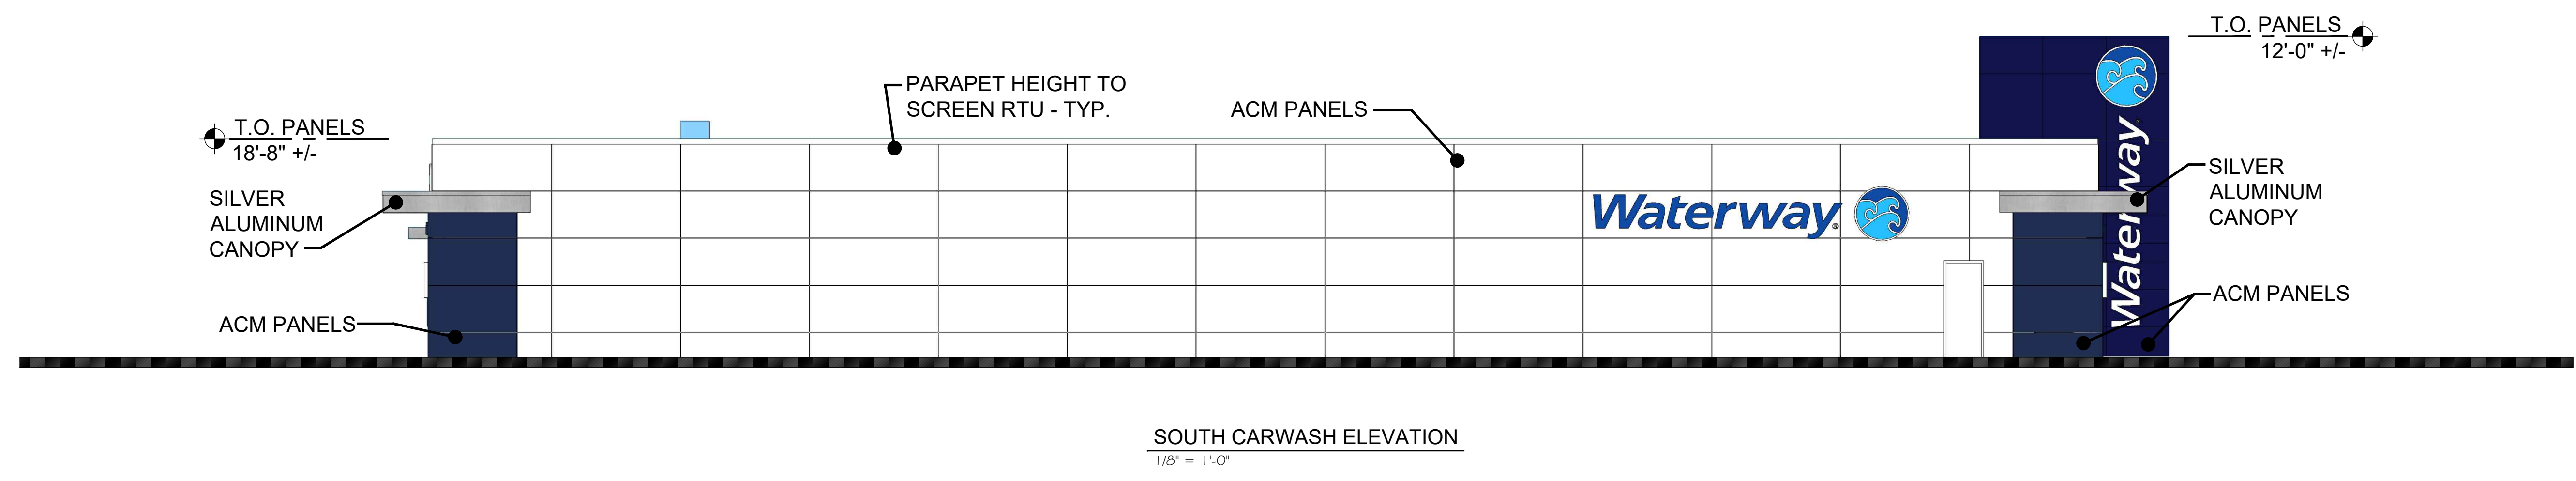 T.O. PANELS
12'-0" +/-
PARAPET HEIGHT TO
SCREEN RTU - TYP.
ACM PANELS
T.O. PANELS
18'-8" +/-
SILVER
ALUMINUM
CANOPY
ACM PANELS
Waterway
Waterway
SILVER
ALUMINUM
CANOPY
ACM PANELS
SOUTH CARWASH ELEVATION
1/8" = 1'-0"